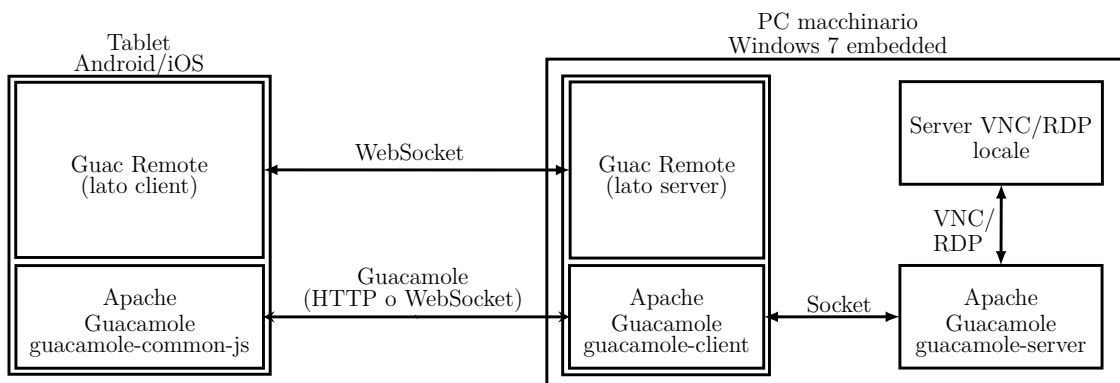 PC macchinario
Windows 7 embedded
Tablet
Android/iOS
Guac Remote
(lato client)
WebSocket
Guac Remote
(lato server)
Server VNC/RDP
locale
VNC/
RDP
Guacamole
(HTTP o WebSocket)
Apache
Guacamole
guacamole-common-js
Apache
Guacamole
guacamole-client
Socket
Apache
Guacamole
guacamole-server